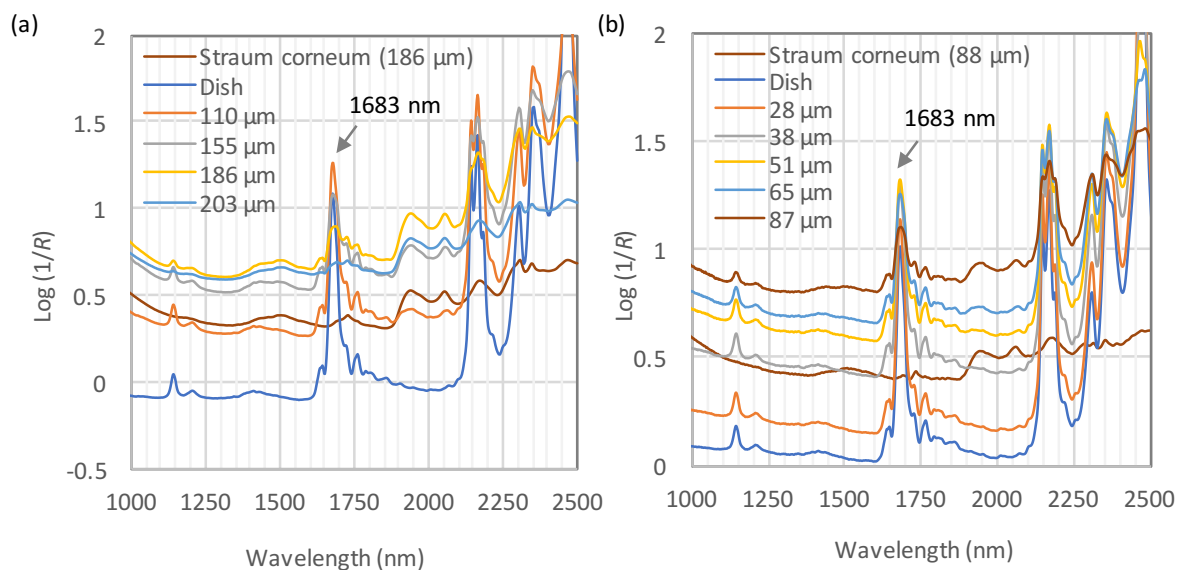 (a)
2
1.5
1
0.5
0
-0.5
Log (1/R)
Straum corneum (186 μm)
Dish
110 μm
155 μm
186 μm
203 μm
1683 nm
1000 1250 1500 1750 2000 2250 2500
Wavelength (nm)
(b)
2
1.5
1
0.5
0
Log (1/R)
Straum corneum (88 μm)
Dish
28 μm
38 μm
51 μm
65 μm
87 μm
1683 nm
1000 1250 1500 1750 2000 2250 2500
Wavelength (nm)